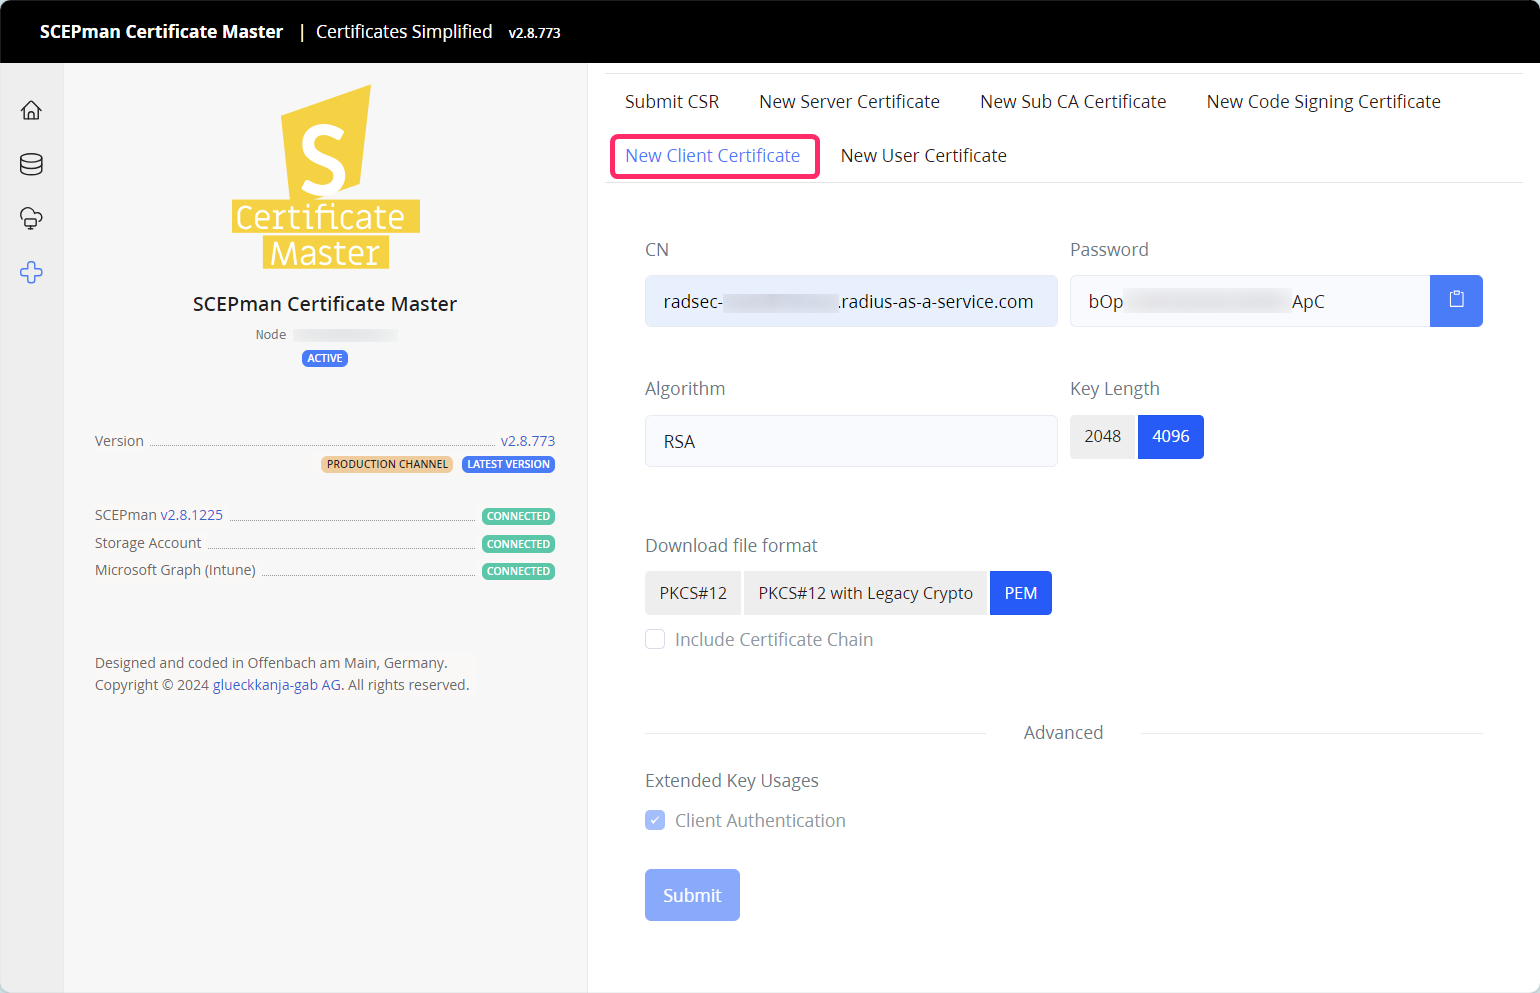 SCEPman Certificate Master | Certificates Simplified v2.8.773
S
Certificate
Master
SCEPman Certificate Master
Node
ACTIVE
Version v2.8.773
PRODUCTION CHANNEL LATEST VERSION
SCEPman v2.8.1225 CONNECTED
Storage Account CONNECTED
Microsoft Graph (Intune) CONNECTED
Designed and coded in Offenbach am Main, Germany.
Copyright © 2024 glueckkanja-gab AG. All rights reserved.
Submit CSR New Server Certificate New Sub CA Certificate New Code Signing Certificate
New Client Certificate New User Certificate
CN Password
radsec- .radius-as-a-service.com bOp ApC
Algorithm Key Length
RSA 2048 4096
Download file format
PKCS#12 PKCS#12 with Legacy Crypto PEM
Include Certificate Chain
Advanced
Extended Key Usages
Client Authentication
Submit